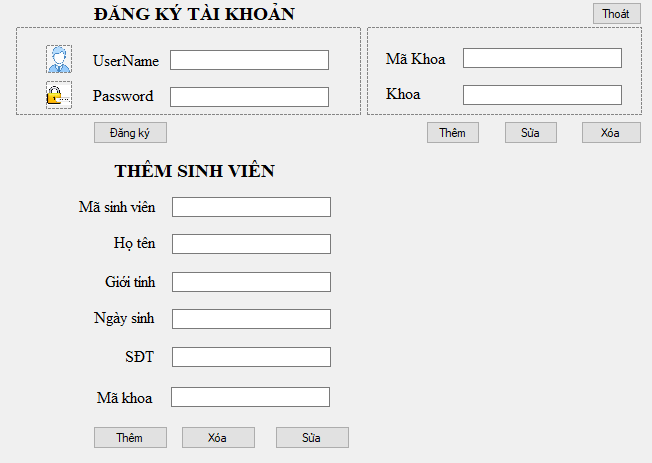 ĐĂNG KÝ TÀI KHOẢN
Thoát
UserName
Password
Mã Khoa
Khoa
Đăng ký
Thêm Sửa Xóa
THÊM SINH VIÊN
Mã sinh viên
Họ tên
Giới tính
Ngày sinh
SĐT
Mã khoa
Thêm Xóa Sửa